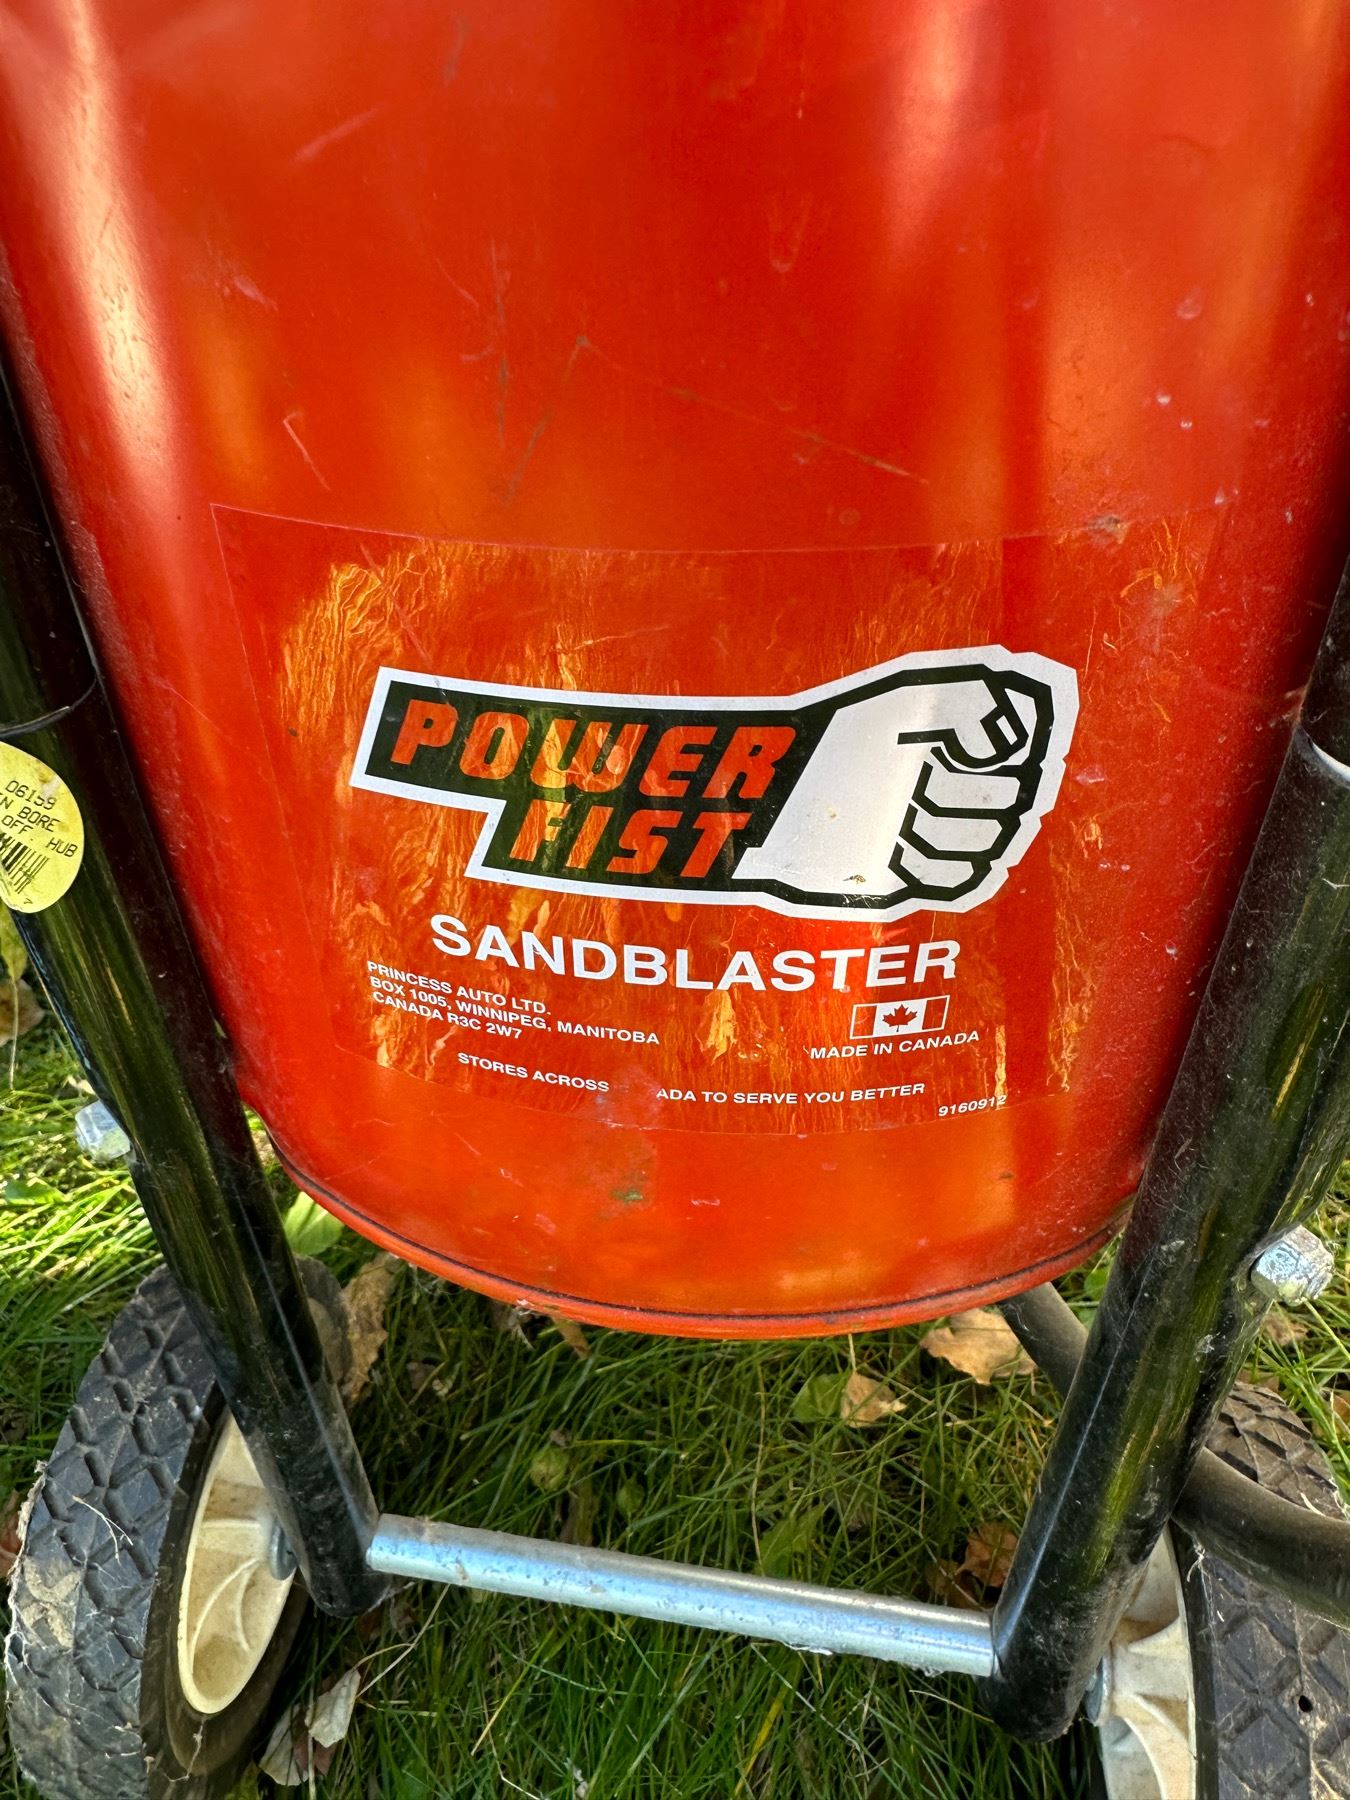 POWER
FIST
SANDBLASTER
PRINCESS AUTO LTD.
BOX 1005, WINNIPEG, MANITOBA
CANADA R3C 2W7
MADE IN CANADA
STORES ACROSS ADA TO SERVE YOU BETTER
9160912
06159
N BORE
OFF HUB